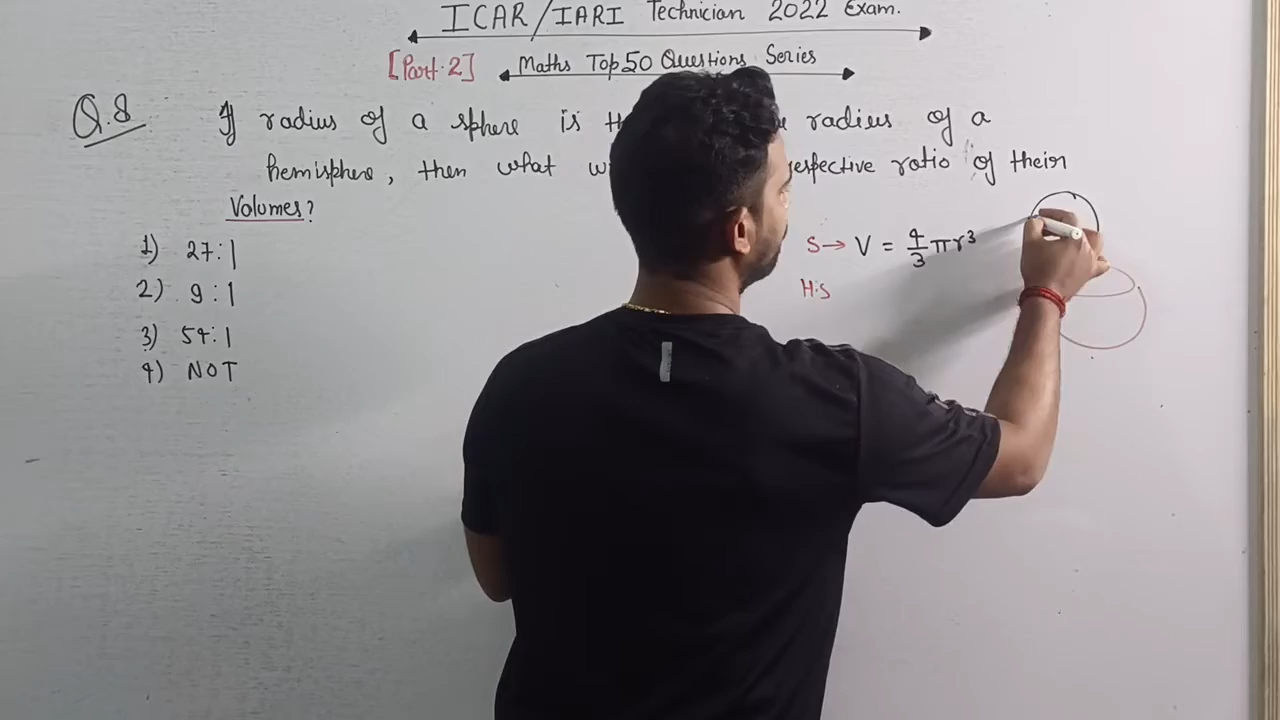 ICAR/IARI Technician 2022 Exam.
[Part-2] Maths Top 50 Questions Series
Q.8 If radius of a sphere is radius of a
hemisphere, then what respective ratio of their
Volumes?
1) 27:1
2) 9:1
3) 54:1
4) NOT
S→ V = 4/3 πr³
H.S